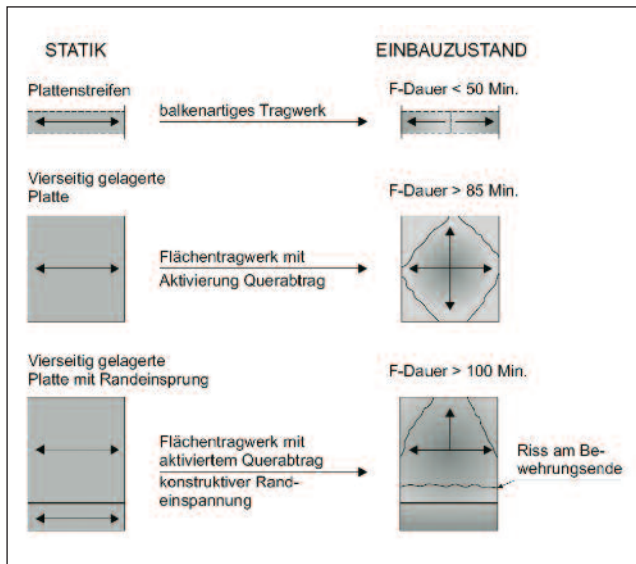 STATIK
EINBAUZUSTAND
Plattenstreifen
balkenartiges Tragwerk
F-Dauer < 50 Min.
Vierseitig gelagerte
Platte
Flächentragwerk mit
Aktivierung Querabtrag
F-Dauer > 85 Min.
Vierseitig gelagerte
Platte mit Randeinsprung
Flächentragwerk mit
aktiviertem Querabtrag
konstruktiver Rand-
einspannung
F-Dauer > 100 Min.
Riss am Be-
wehrungsende